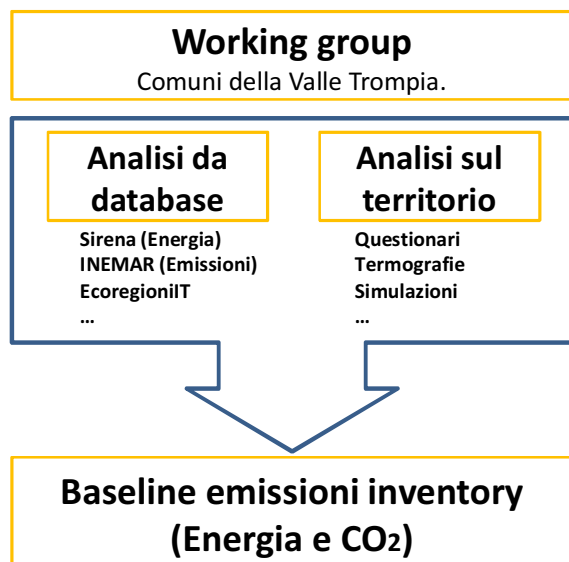 Working group
Comuni della Valle Trompia.
Analisi da
database
Sirena (Energia)
INEMAR (Emissioni)
EcoregioniIT
…
Analisi sul
territorio
Questionari
Termografie
Simulazioni
…
Baseline emissioni inventory
(Energia e CO2)